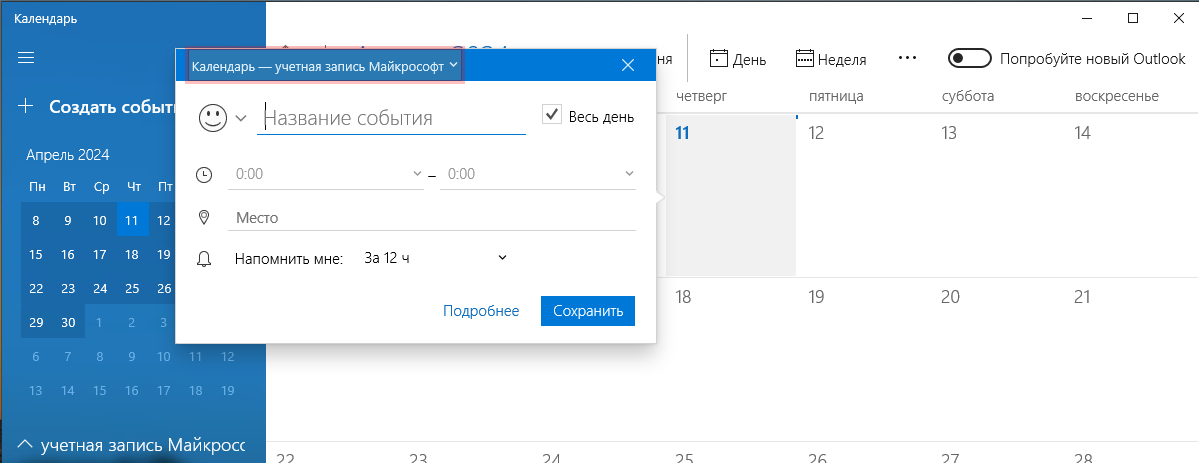 Календарь
Календарь — учетная запись Майкрософт
День
Неделя
Попробуйте новый Outlook
Создать
Название события
Весь день
четверг
пятница
суббота
воскресенье
11
12
13
14
Апрель 2024
Пн Вт Ср Чт Пт
8 9 10 11 12
15 16 17 18 19
22 23 24 25 26
29 30 1 2 3
6 7 8 9 10 11 12
13 14 15 16 17 18 19
0:00 – 0:00
Место
Напомнить мне: За 12 ч
Подробнее
Сохранить
18
19
20
21
учетная запись
22
23
24
25
26
27
28